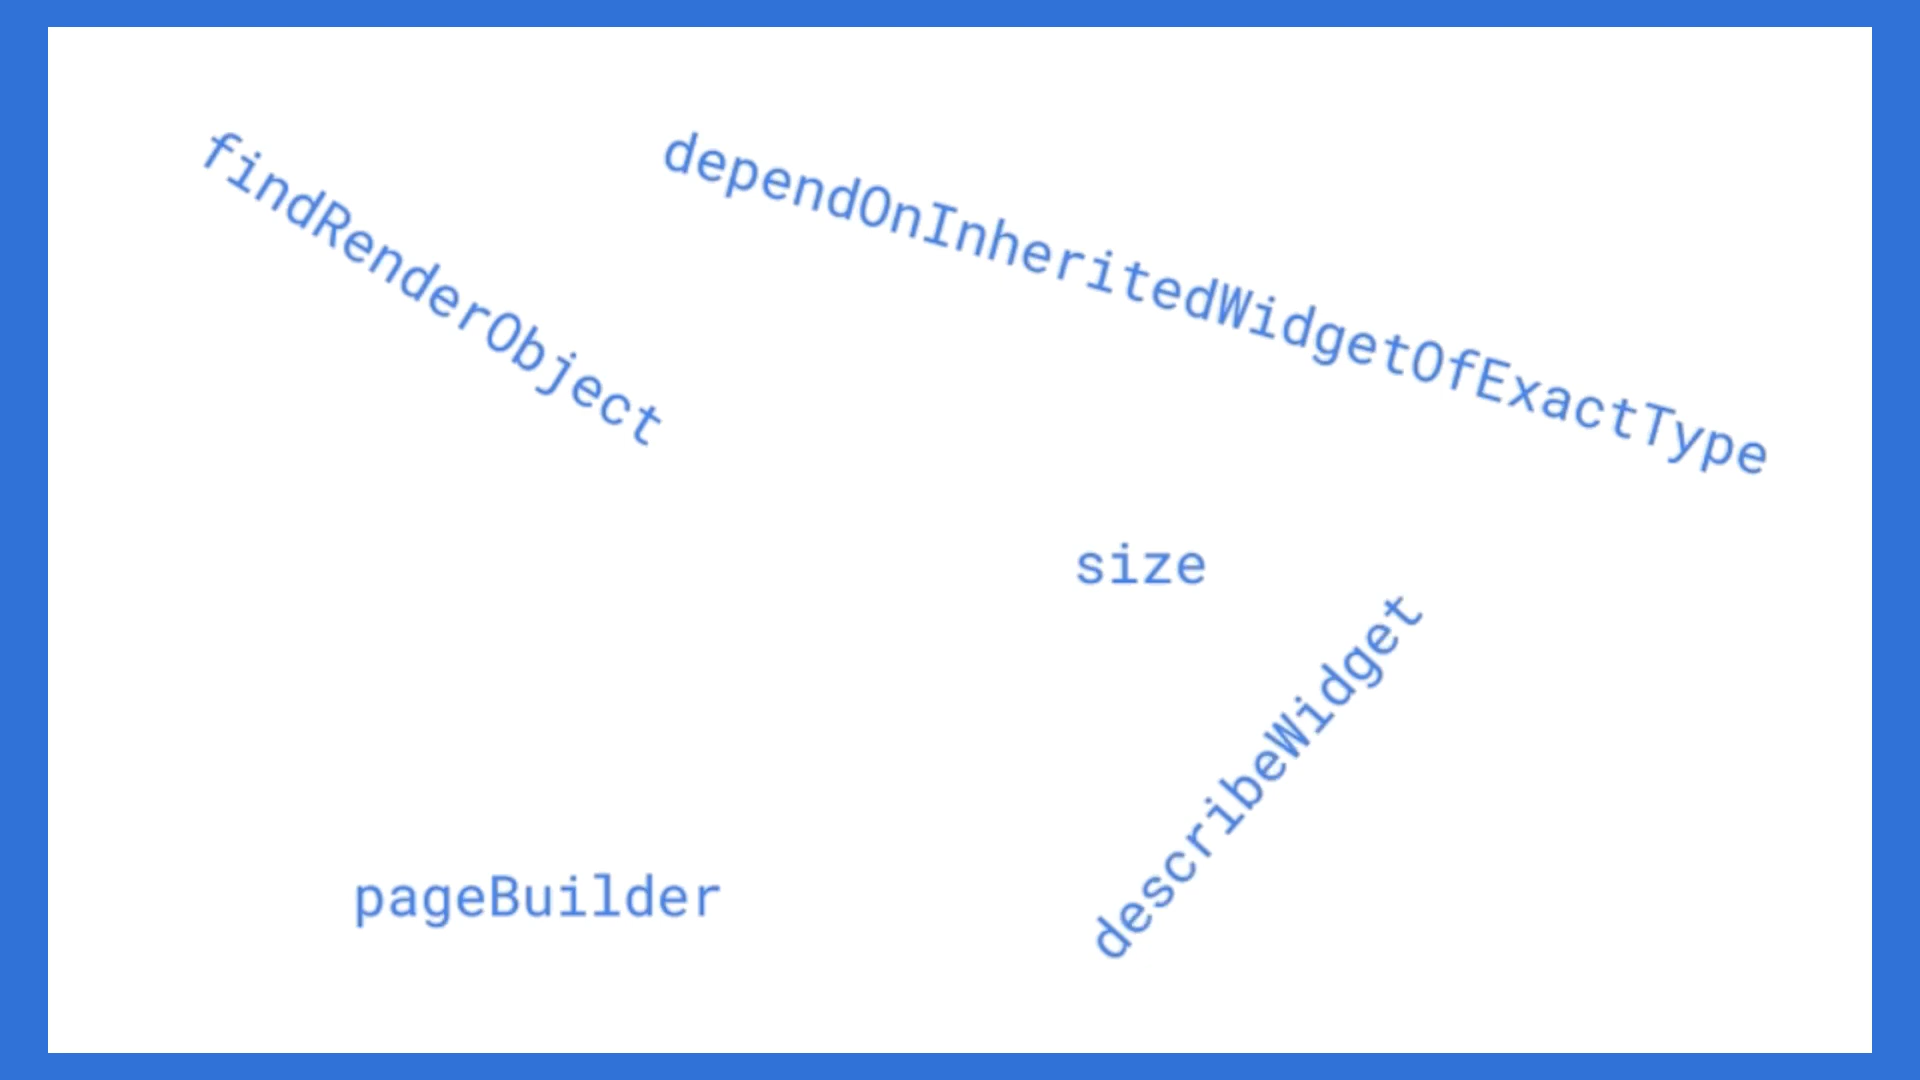 findRenderObject
dependOnInheritedWidgetOfExactType
size
describeWidget
pageBuilder